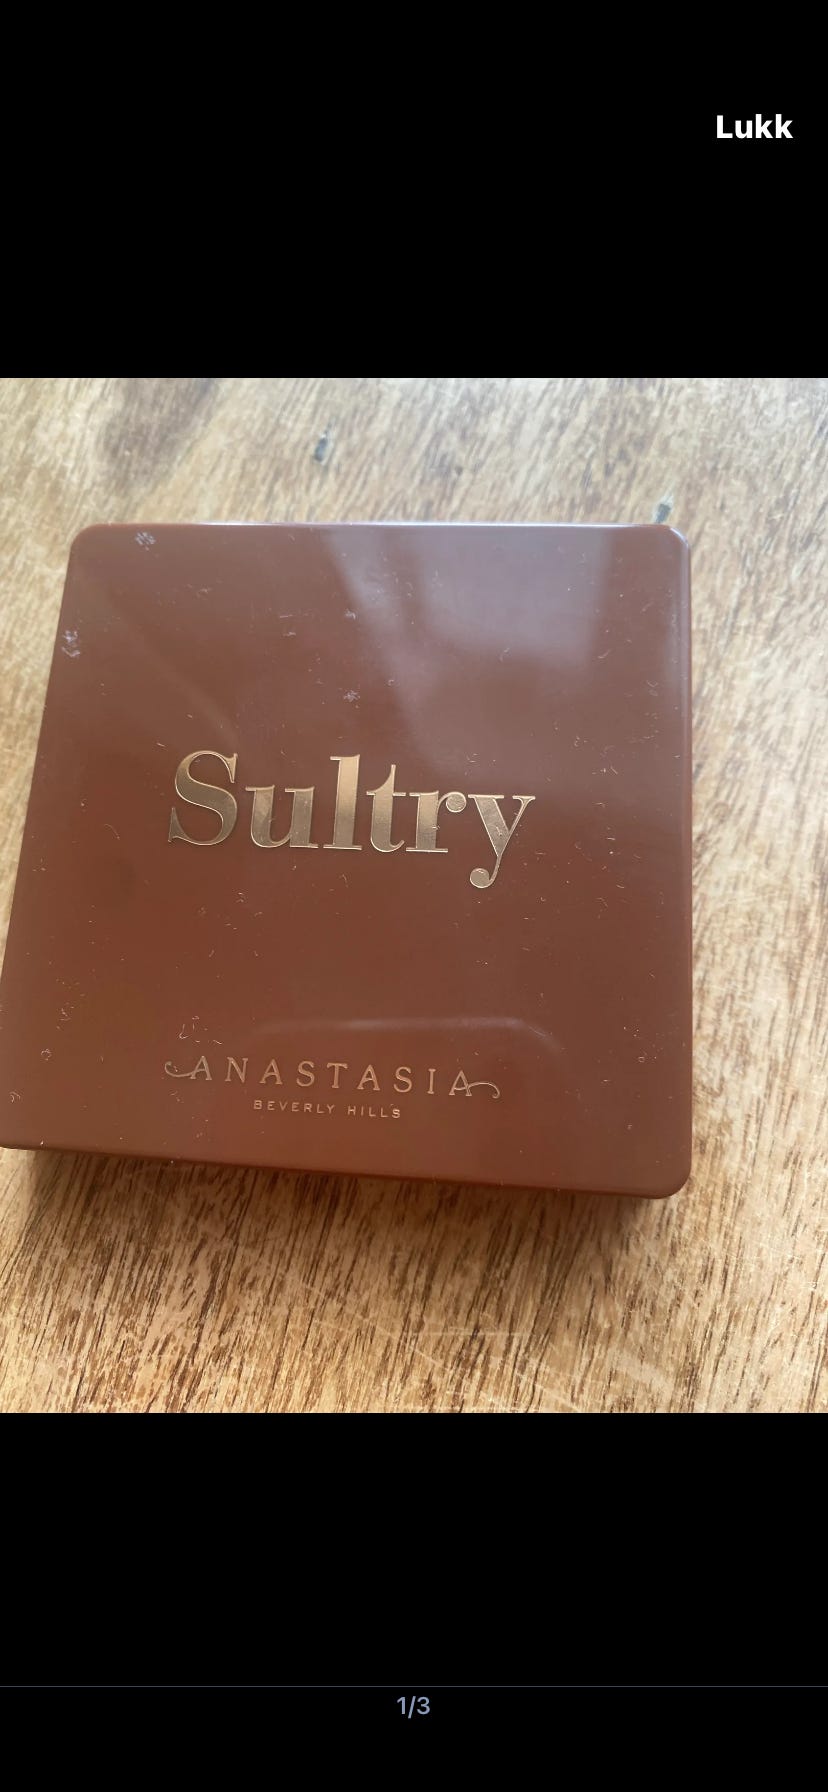 Lukk
Sultry
ANASTASIA
BEVERLY HILLS
1/3